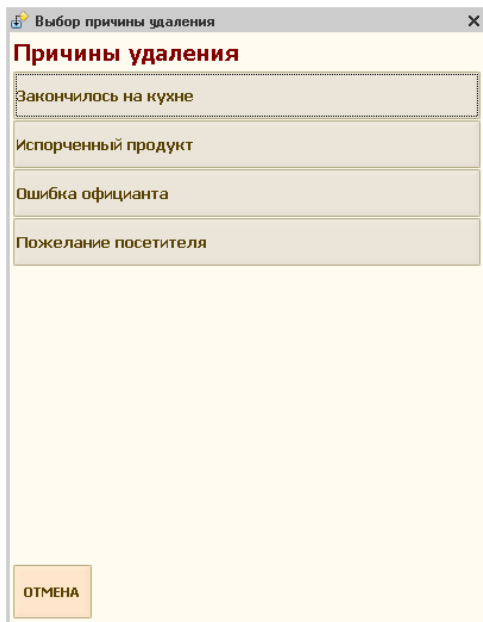 Выбор причины удаления
Причины удаления
Закончилось на кухне
Испорченный продукт
Ошибка официанта
Пожелание посетителя
ОТМЕНА